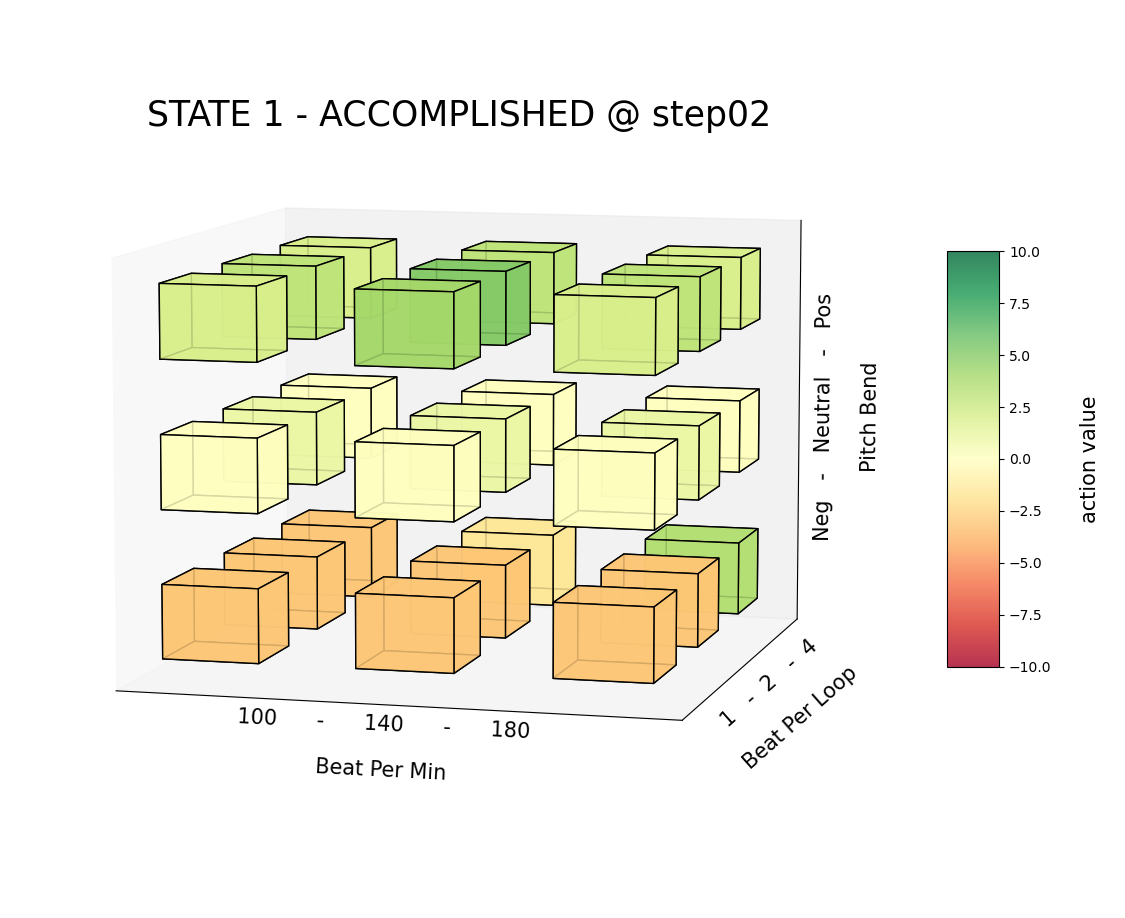 STATE 1 - ACCOMPLISHED @ step02
Neg - Neutral - Pos
Pitch Bend
1 - 2 - 4
Beat Per Loop
100 - 140 - 180
Beat Per Min
10.0
7.5
5.0
2.5
0.0
−2.5
−5.0
−7.5
−10.0
action value